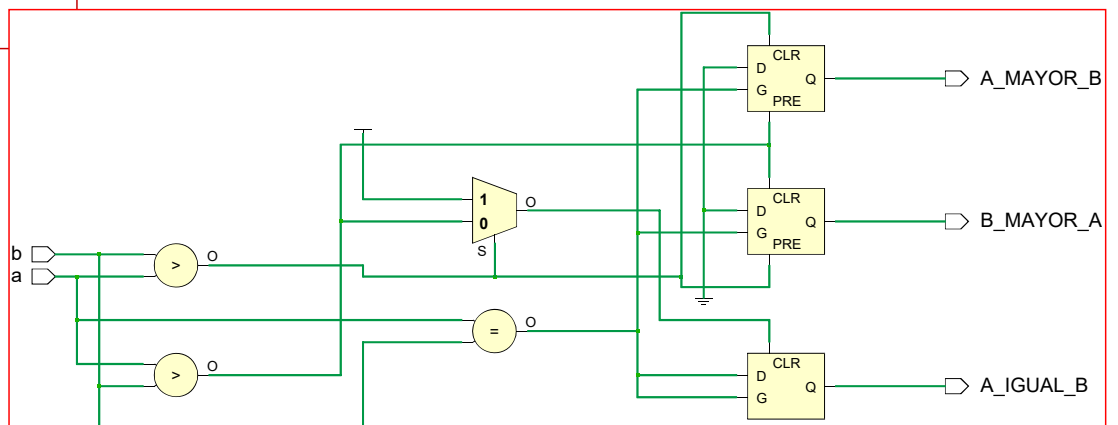 CLR
D
G
Q
PRE
A_MAYOR_B
1
0
O
S
CLR
D
G
Q
PRE
B_MAYOR_A
b
a
>
O
=
O
>
O
CLR
D
G
Q
A_IGUAL_B